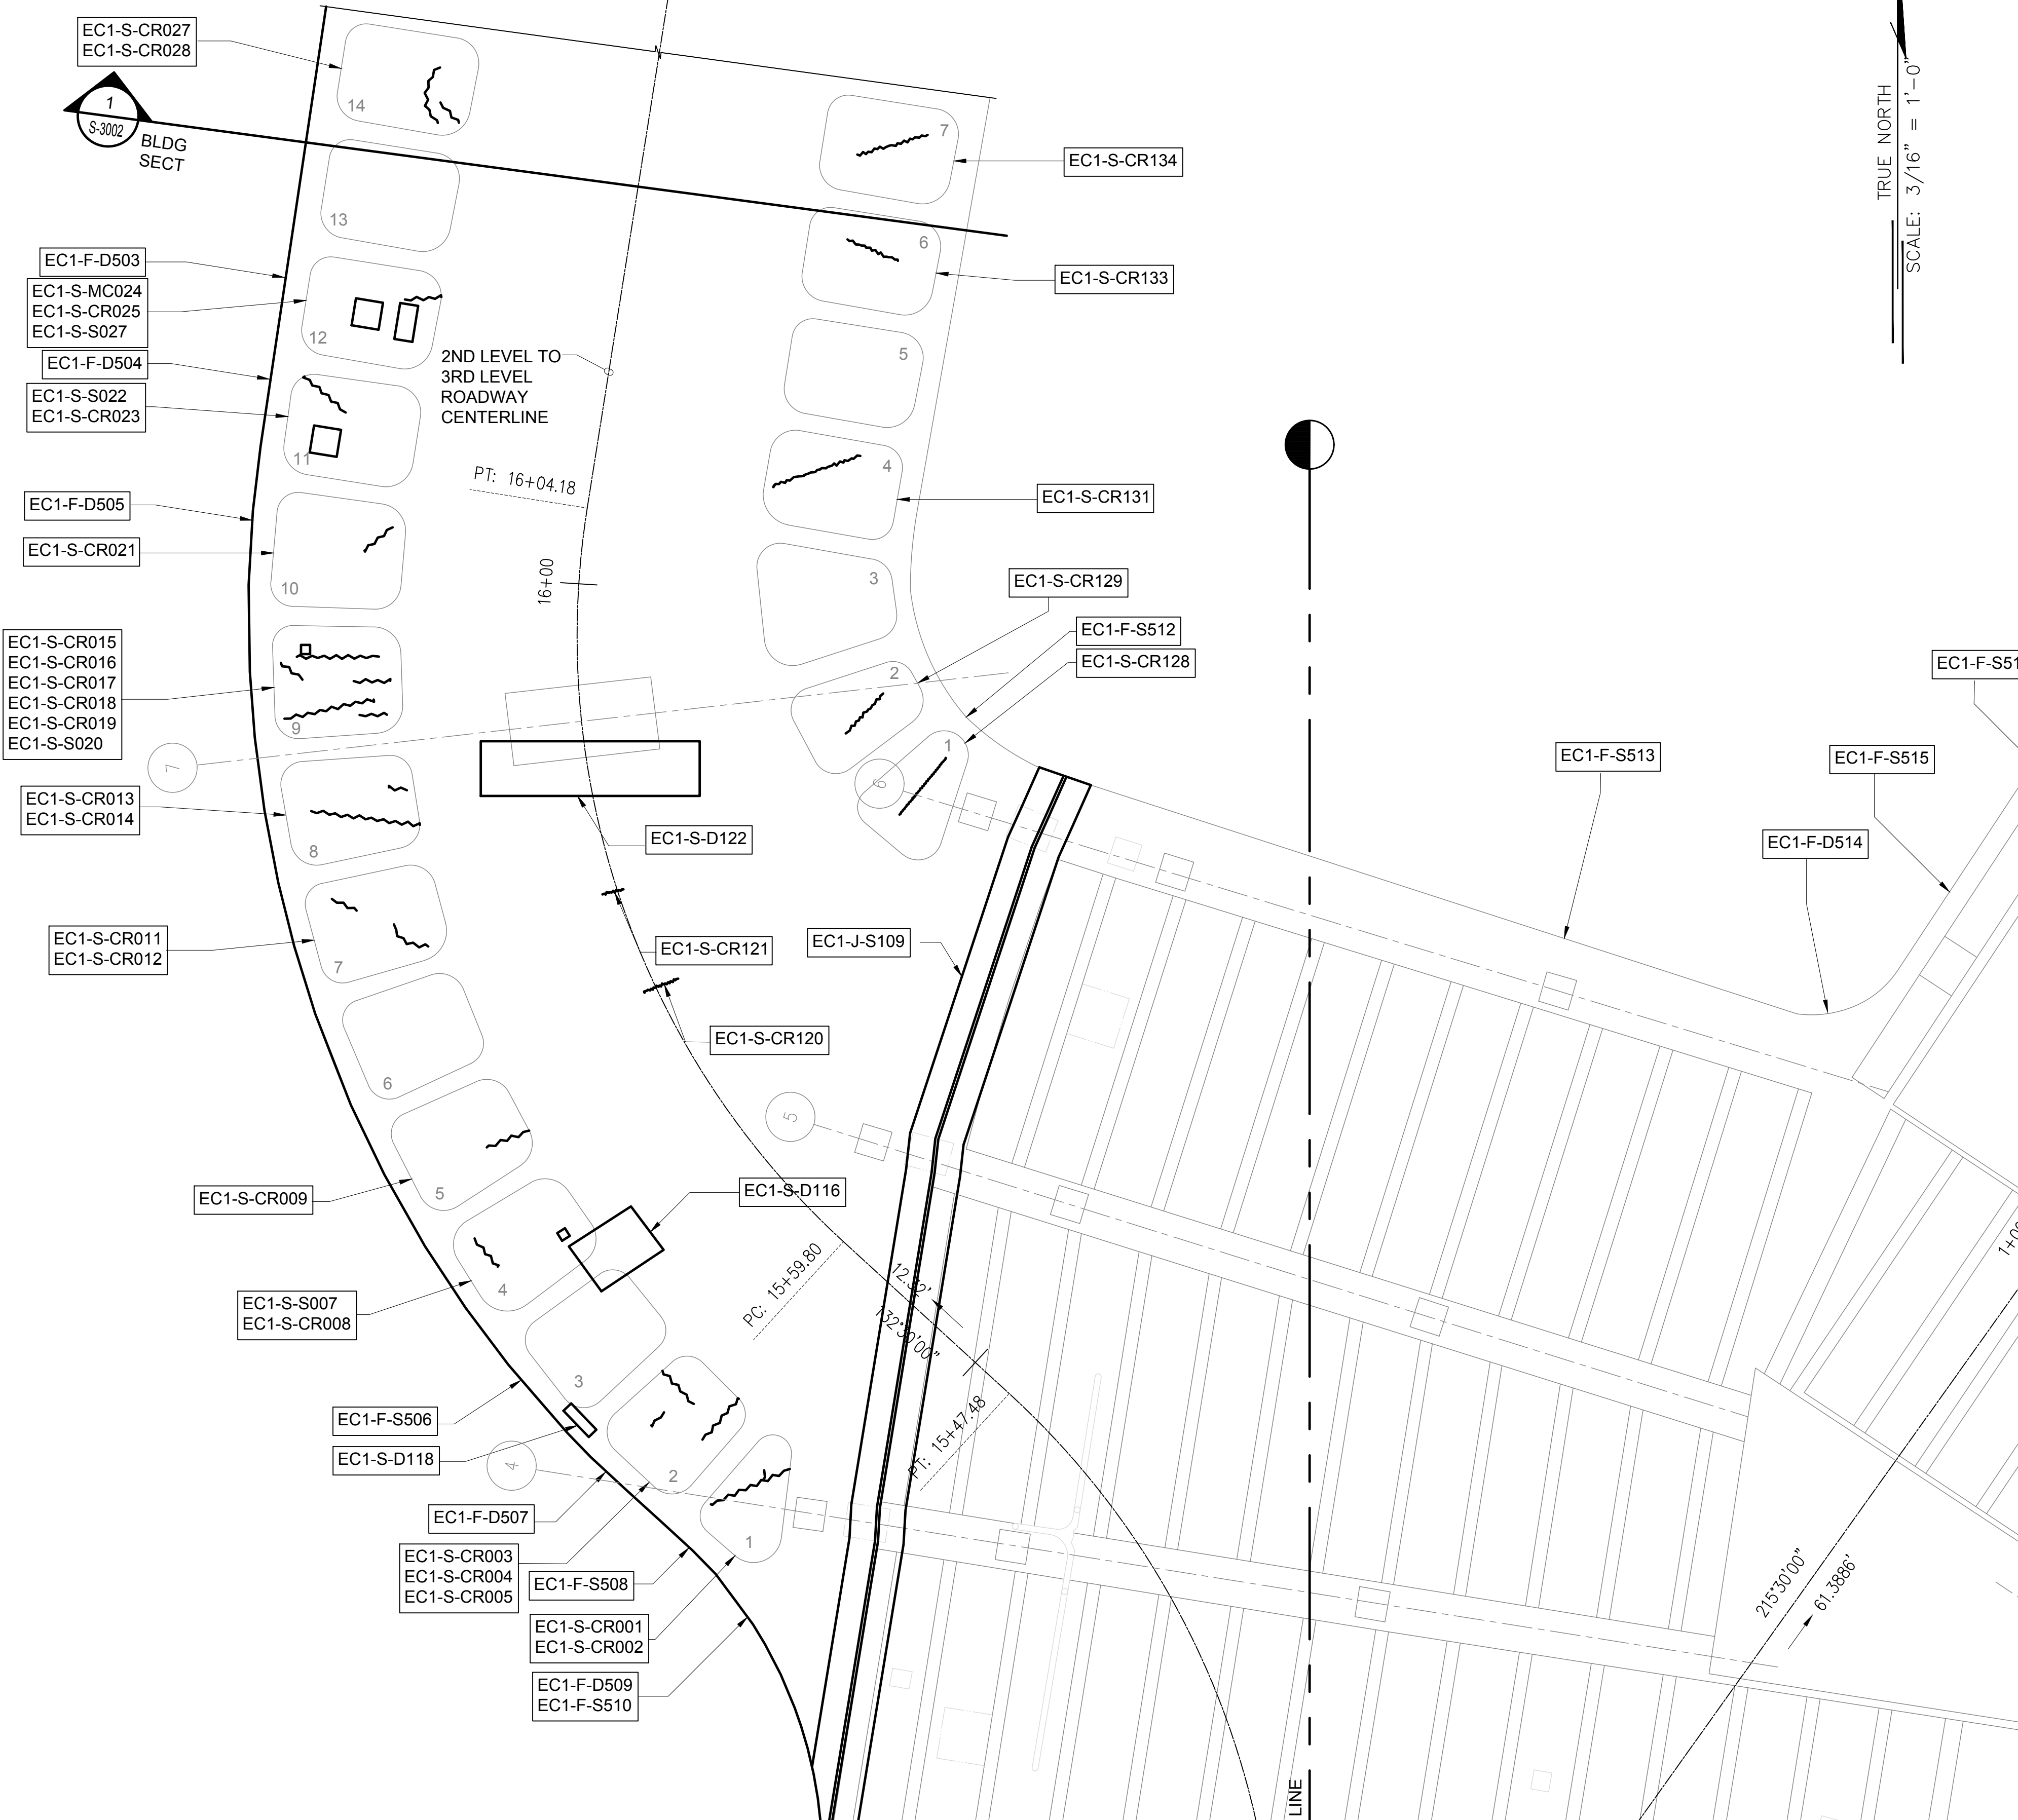 EC1-S-CR027
EC1-S-CR028
1
S-3002
BLDG
SECT
14
13
7
EC1-S-CR134
TRUE NORTH
SCALE: 3/16" = 1'-0"
6
EC1-S-CR133
EC1-F-D503
EC1-S-MC024
EC1-S-CR025
EC1-S-S027
12
EC1-F-D504
2ND LEVEL TO
3RD LEVEL
ROADWAY
CENTERLINE
5
EC1-S-S022
EC1-S-CR023
11
4
EC1-S-CR131
PT: 16+04.18
EC1-F-D505
EC1-S-CR021
10
16+00
3
EC1-S-CR129
EC1-F-S512
EC1-S-CR128
EC1-S-CR015
EC1-S-CR016
EC1-S-CR017
EC1-S-CR018
EC1-S-CR019
EC1-S-S020
9
2
1
7
6
EC1-F-S513
EC1-F-S515
EC1-F-D514
EC1-S-CR013
EC1-S-CR014
8
EC1-S-D122
EC1-S-CR011
EC1-S-CR012
7
EC1-S-CR121
EC1-J-S109
EC1-S-CR120
6
5
EC1-S-CR009
5
EC1-S-D116
EC1-S-S007
EC1-S-CR008
4
PC: 15+59.80
12.32'
132°30'00"
PT: 15+47.48
3
EC1-F-S506
EC1-S-D118
4
2
EC1-F-D507
1
EC1-S-CR003
EC1-S-CR004
EC1-S-CR005
EC1-F-S508
EC1-S-CR001
EC1-S-CR002
EC1-F-D509
EC1-F-S510
215°30'00"
61.3886'
LINE